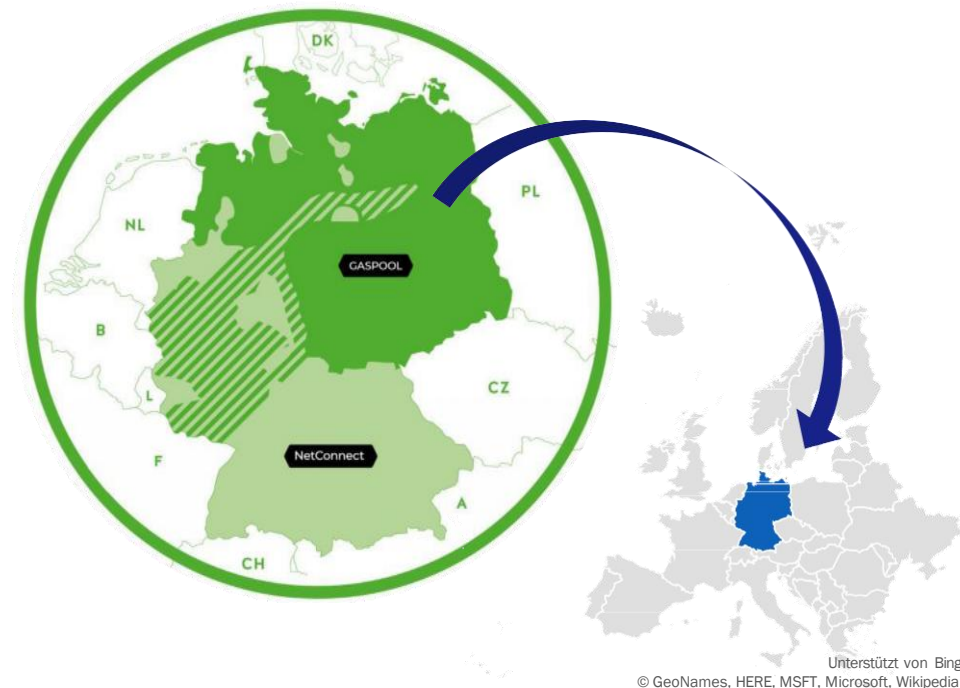 DK
PL
NL
GASPOOL
B
CZ
L
NetConnect
F
A
CH
Unterstützt von Bing
© GeoNames, HERE, MSFT, Microsoft, Wikipedia